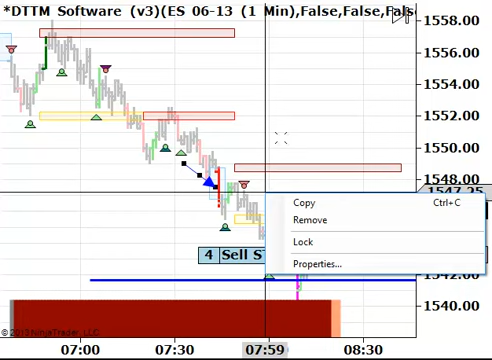 *DTTM Software (v3)(ES 06-13 (1 Min),False,False,False
1558.00
1556.00
1554.00
1552.00
1550.00
1548.00
1547.25
Copy Ctrl+C
Remove
Lock
4 Sell S
Properties...
1542.00
1540.00
© 2013 NinjaTrader, LLC
07:00 07:30 07:59 08:30